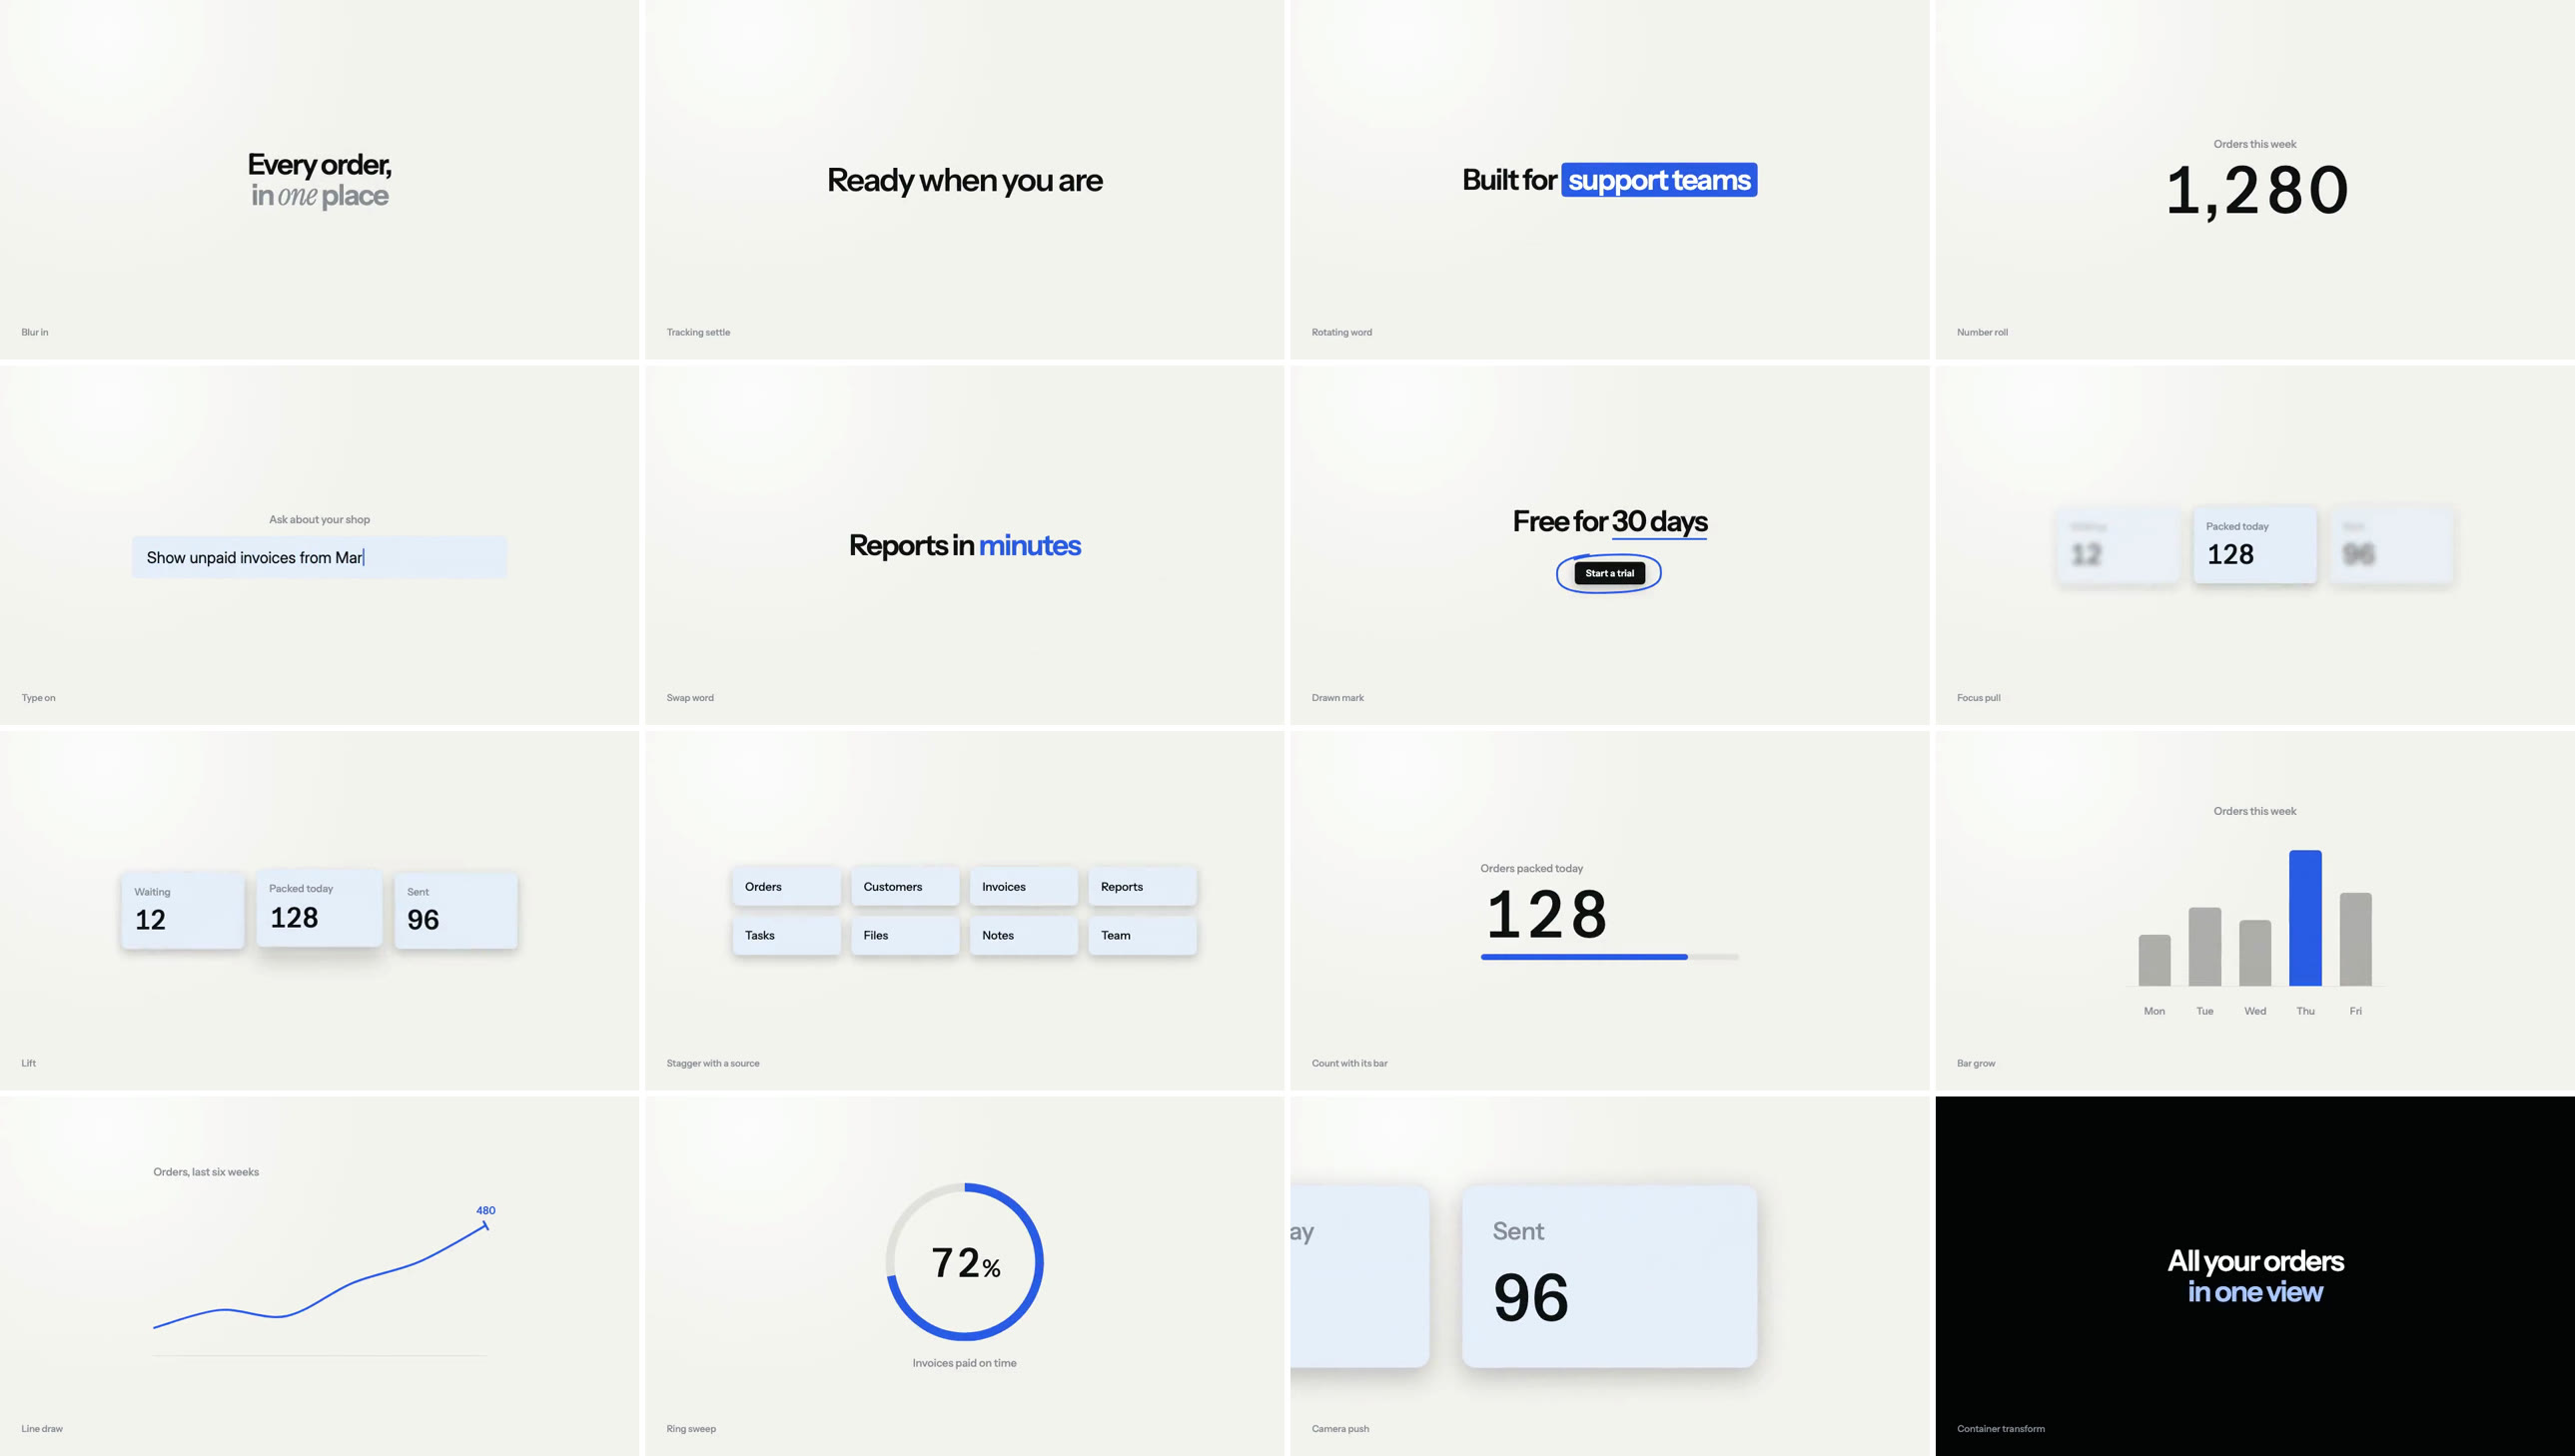 Every order,
in one place
Blur in
Ready when you are
Tracking settle
Built for support teams
Rotating word
Orders this week
1,280
Number roll
Ask about your shop
Show unpaid invoices from Mar
Type on
Reports in minutes
Swap word
Free for 30 days
Start a trial
Drawn mark
Packed today
12
128
96
Focus pull
Waiting
12
Packed today
128
Sent
96
Lift
Orders
Customers
Invoices
Reports
Tasks
Files
Notes
Team
Stagger with a source
Orders packed today
128
Count with its bar
Orders this week
Mon
Tue
Wed
Thu
Fri
Bar grow
Orders, last six weeks
480
Line draw
72%
Invoices paid on time
Ring sweep
ay
Sent
96
Camera push
All your orders
in one view
Container transform